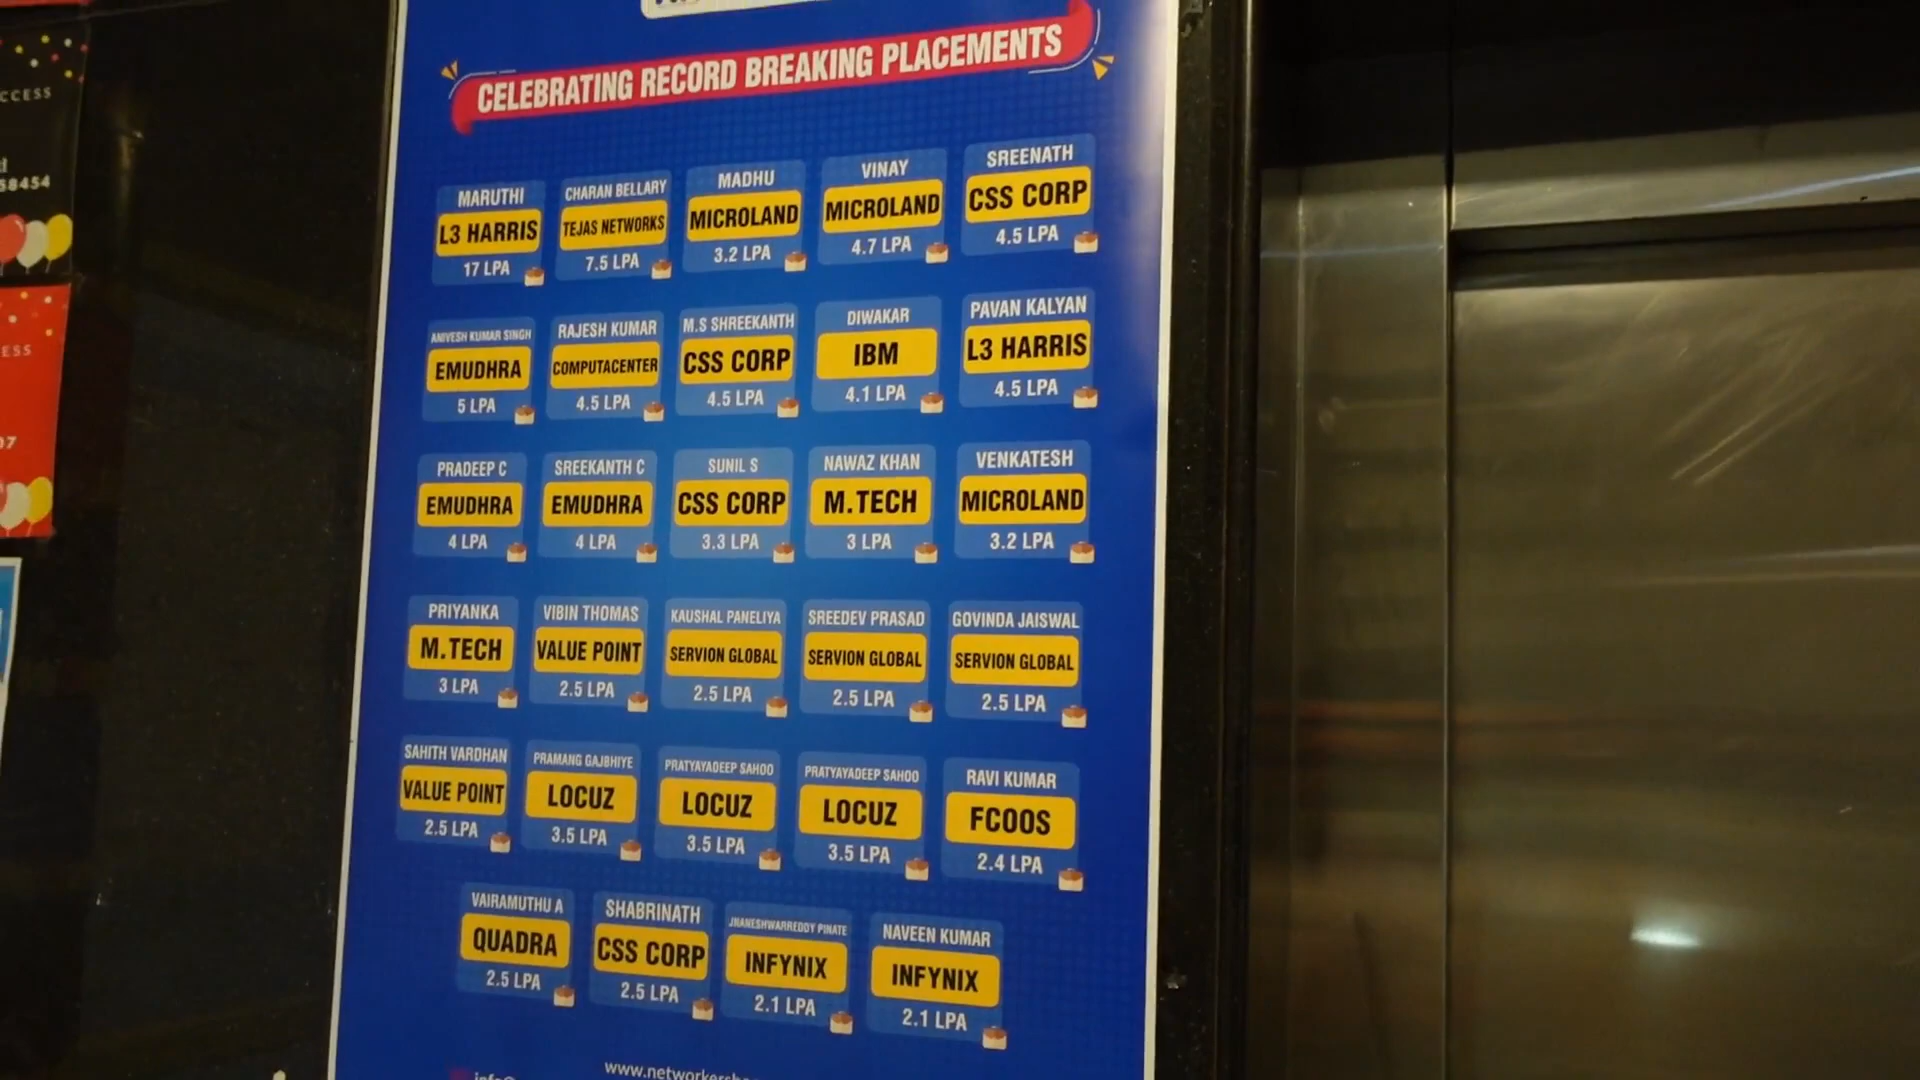 CELEBRATING RECORD BREAKING PLACEMENTS
MARUTHI
L3 HARRIS
17 LPA
CHARAN BELLARY
TEJAS NETWORKS
7.5 LPA
MADHU
MICROLAND
3.2 LPA
VINAY
MICROLAND
4.7 LPA
SREENATH
CSS CORP
4.5 LPA
ANIVESH KUMAR SINGH
EMUDHRA
5 LPA
RAJESH KUMAR
COMPUTACENTER
4.5 LPA
M.S SHREEKANTH
CSS CORP
4.5 LPA
DIWAKAR
IBM
4.1 LPA
PAVAN KALYAN
L3 HARRIS
4.5 LPA
PRADEEP C
EMUDHRA
4 LPA
SREEKANTH C
EMUDHRA
4 LPA
SUNIL S
CSS CORP
3.3 LPA
NAWAZ KHAN
M.TECH
3 LPA
VENKATESH
MICROLAND
3.2 LPA
PRIYANKA
M.TECH
3 LPA
VIBIN THOMAS
VALUE POINT
2.5 LPA
KAUSHAL PANELIYA
SERVION GLOBAL
2.5 LPA
SREEDEV PRASAD
SERVION GLOBAL
2.5 LPA
GOVINDA JAISWAL
SERVION GLOBAL
2.5 LPA
SAHITH VARDHAN
VALUE POINT
2.5 LPA
PRAMANG GAJBHIYE
LOCUZ
3.5 LPA
PRATYAYADEEP SAHOO
LOCUZ
3.5 LPA
PRATYAYADEEP SAHOO
LOCUZ
3.5 LPA
RAVI KUMAR
FCOOS
2.4 LPA
VAIRAMUTHU A
QUADRA
2.5 LPA
SHABRINATH
CSS CORP
2.5 LPA
JNANESHWARREDDY PINATE
INFYNIX
2.1 LPA
NAVEEN KUMAR
INFYNIX
2.1 LPA
CCESS
58454
ESS
07